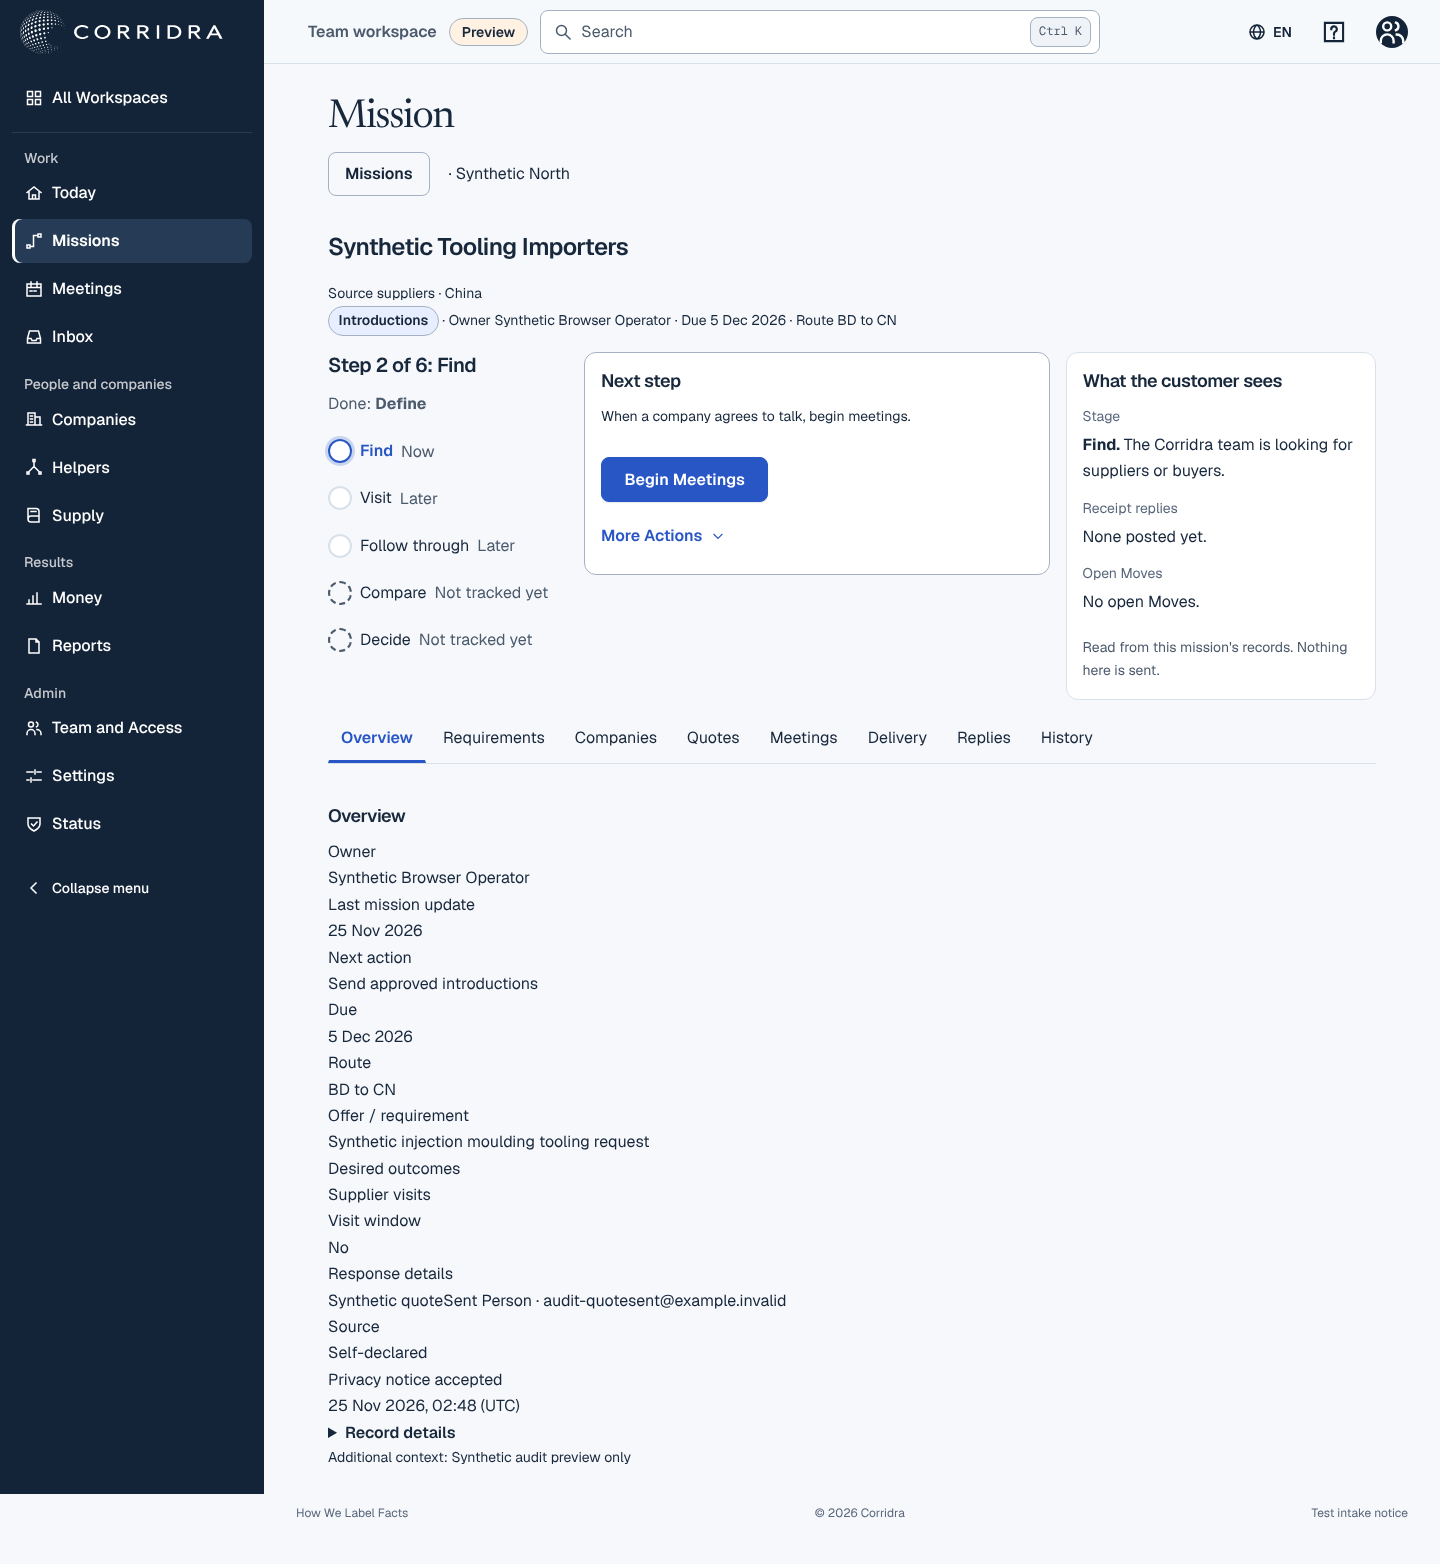 CORRIDRA
Team workspace
Preview
Search
Ctrl K
EN
All Workspaces
Work
Today
Missions
Meetings
Inbox
People and companies
Companies
Helpers
Supply
Results
Money
Reports
Admin
Team and Access
Settings
Status
Collapse menu
Mission
Missions · Synthetic North
Synthetic Tooling Importers
Source suppliers · China
Introductions · Owner Synthetic Browser Operator · Due 5 Dec 2026 · Route BD to CN
Step 2 of 6: Find
Done: Define
Find Now
Visit Later
Follow through Later
Compare Not tracked yet
Decide Not tracked yet
Next step
When a company agrees to talk, begin meetings.
Begin Meetings
More Actions
What the customer sees
Stage
Find. The Corridra team is looking for
suppliers or buyers.
Receipt replies
None posted yet.
Open Moves
No open Moves.
Read from this mission's records. Nothing
here is sent.
Overview Requirements Companies Quotes Meetings Delivery Replies History
Overview
Owner
Synthetic Browser Operator
Last mission update
25 Nov 2026
Next action
Send approved introductions
Due
5 Dec 2026
Route
BD to CN
Offer / requirement
Synthetic injection moulding tooling request
Desired outcomes
Supplier visits
Visit window
No
Response details
Synthetic quoteSent Person · audit-quotesent@example.invalid
Source
Self-declared
Privacy notice accepted
25 Nov 2026, 02:48 (UTC)
Record details
Additional context: Synthetic audit preview only
How We Label Facts
© 2026 Corridra
Test intake notice